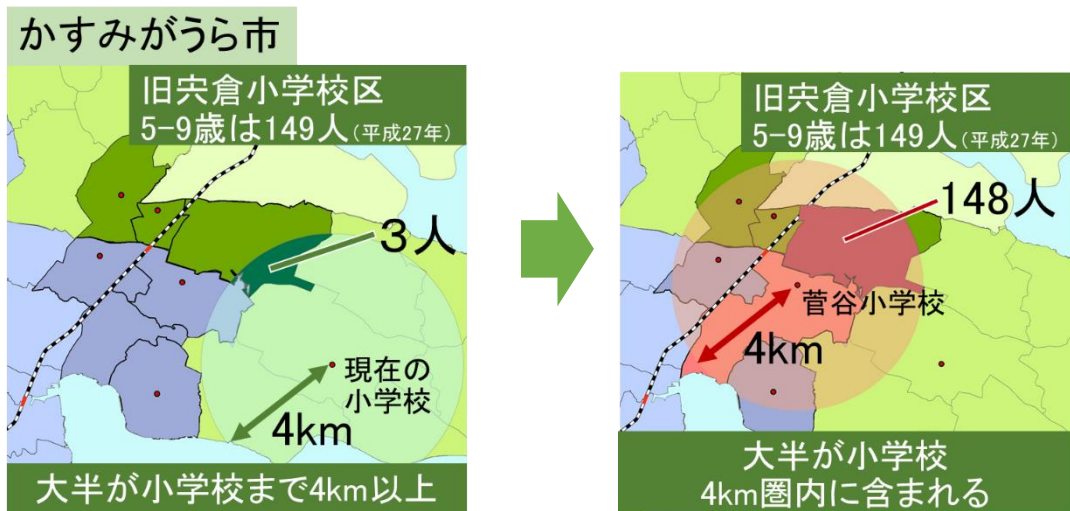 かすみがうら市
旧宍倉小学校区
5-9歳は149人(平成27年)
3人
現在の
小学校
4km
大半が小学校まで4km以上
旧宍倉小学校区
5-9歳は149人(平成27年)
148人
菅谷小学校
4km
大半が小学校
4km圏内に含まれる